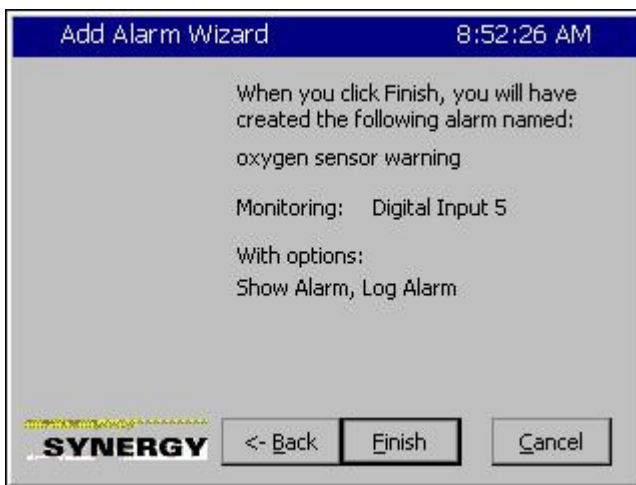 Add Alarm Wizard 8:52:26 AM
When you click Finish, you will have
created the following alarm named:
oxygen sensor warning
Monitoring: Digital Input 5
With options:
Show Alarm, Log Alarm
SYNERGY <- Back Finish Cancel